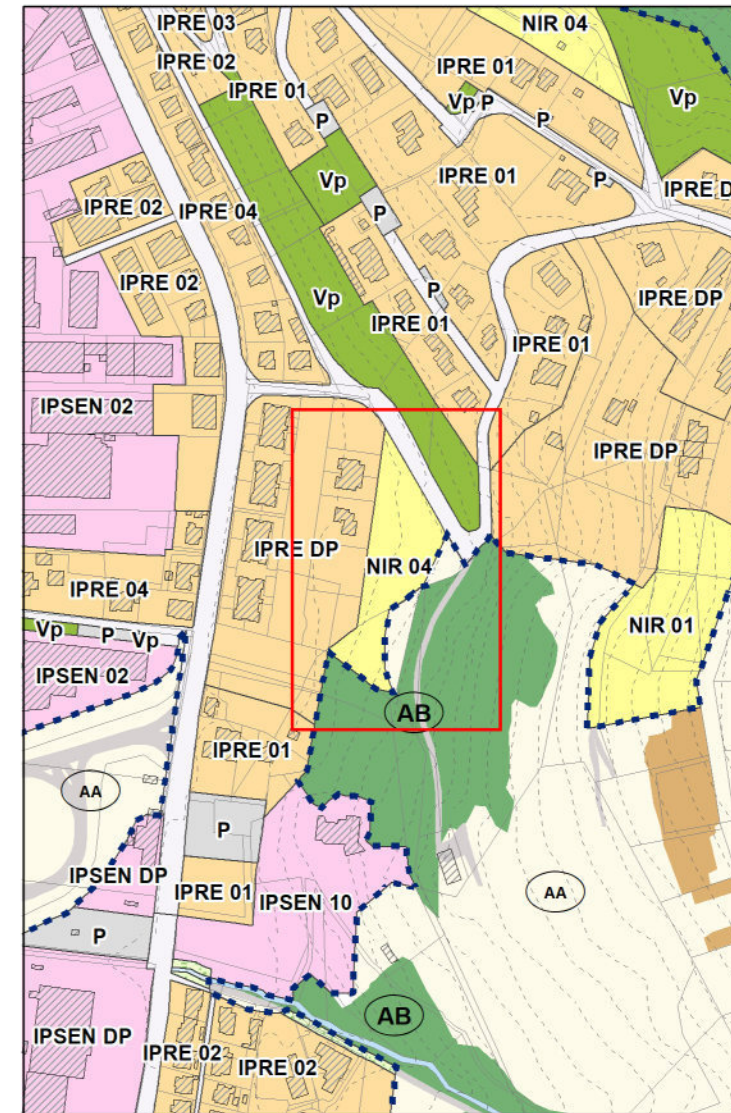 IPRE 03
NIR 04
IPRE 02
IPRE 01
IPRE 01
Vp
P
Vp
P
P
Vp
IPRE 01
P
IPRE D
IPRE 02
IPRE 04
P
IPRE 02
Vp
P
IPRE DP
IPRE 01
IPRE 01
IPSEN 02
IPRE DP
IPRE DP
NIR 04
IPRE 04
NIR 01
Vp
P
Vp
IPSEN 02
AB
IPRE 01
AA
P
IPSEN DP
IPRE 01
IPSEN 10
AA
P
AB
IPSEN DP
IPRE 02
IPRE 02